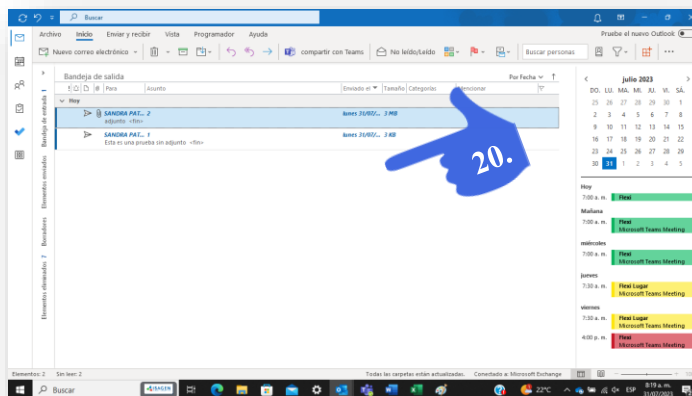 Buscar
Archivo Inicio Enviar y recibir Vista Programador Ayuda
Pruebe el nuevo Outlook
Nuevo correo electrónico
compartir con Teams
No leído/Leído
Buscar personas
Bandeja de salida
Por Fecha
Para Asunto Enviado el Tamaño Categorías Mencionar
Hoy
SANDRA PAT... 2 lunes 31/07/... 3 MB
adjunto <fin>
SANDRA PAT... 1 lunes 31/07/... 3 KB
Esta es una prueba sin adjunto <fin>
20.
Bandeja de entrada 1
Elementos enviados
Borradores
Elementos eliminados 7
julio 2023
DO. LU. MA. MI. JU. VI. SÁ.
25 26 27 28 29 30 1
2 3 4 5 6 7 8
9 10 11 12 13 14 15
16 17 18 19 20 21 22
23 24 25 26 27 28 29
30 31 1 2 3 4 5
Hoy
7:00 a. m. Flexi
Mañana
7:00 a. m. Flexi
Microsoft Teams Meeting
miércoles
7:00 a. m. Flexi
Microsoft Teams Meeting
jueves
7:30 a. m. Flexi Lugar
Microsoft Teams Meeting
viernes
7:30 a. m. Flexi Lugar
Microsoft Teams Meeting
4:00 p. m. Flexi
Microsoft Teams Meeting
Elementos: 2 Sin leer: 2
Todas las carpetas están actualizadas. Conectado a: Microsoft Exchange
Buscar
22°C
ESP
8:19 a. m.
31/07/2023